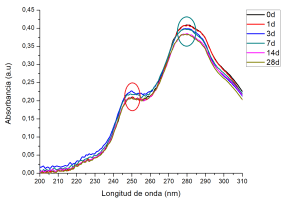 0,45
0,40
0,35
0,30
0,25
0,20
0,15
0,10
0,05
0,00
Absorbancia (a.u)
200 210 220 230 240 250 260 270 280 290 300 310
Longitud de onda (nm)
0d
1d
3d
7d
14d
28d